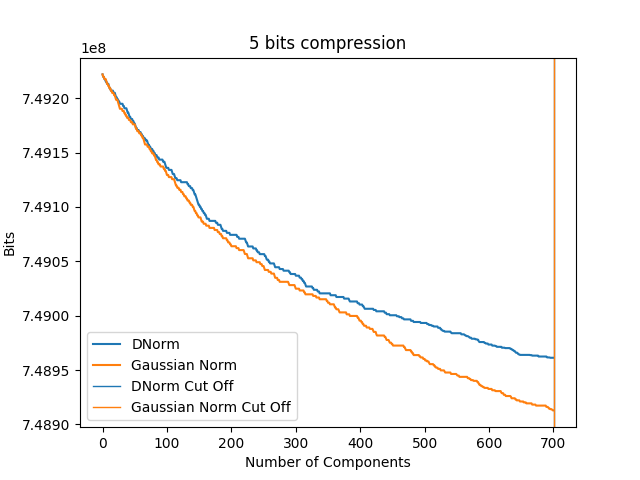 5 bits compression
1e8
7.4920
7.4915
7.4910
7.4905
7.4900
7.4895
7.4890
Bits
DNorm
Gaussian Norm
DNorm Cut Off
Gaussian Norm Cut Off
0 100 200 300 400 500 600 700
Number of Components